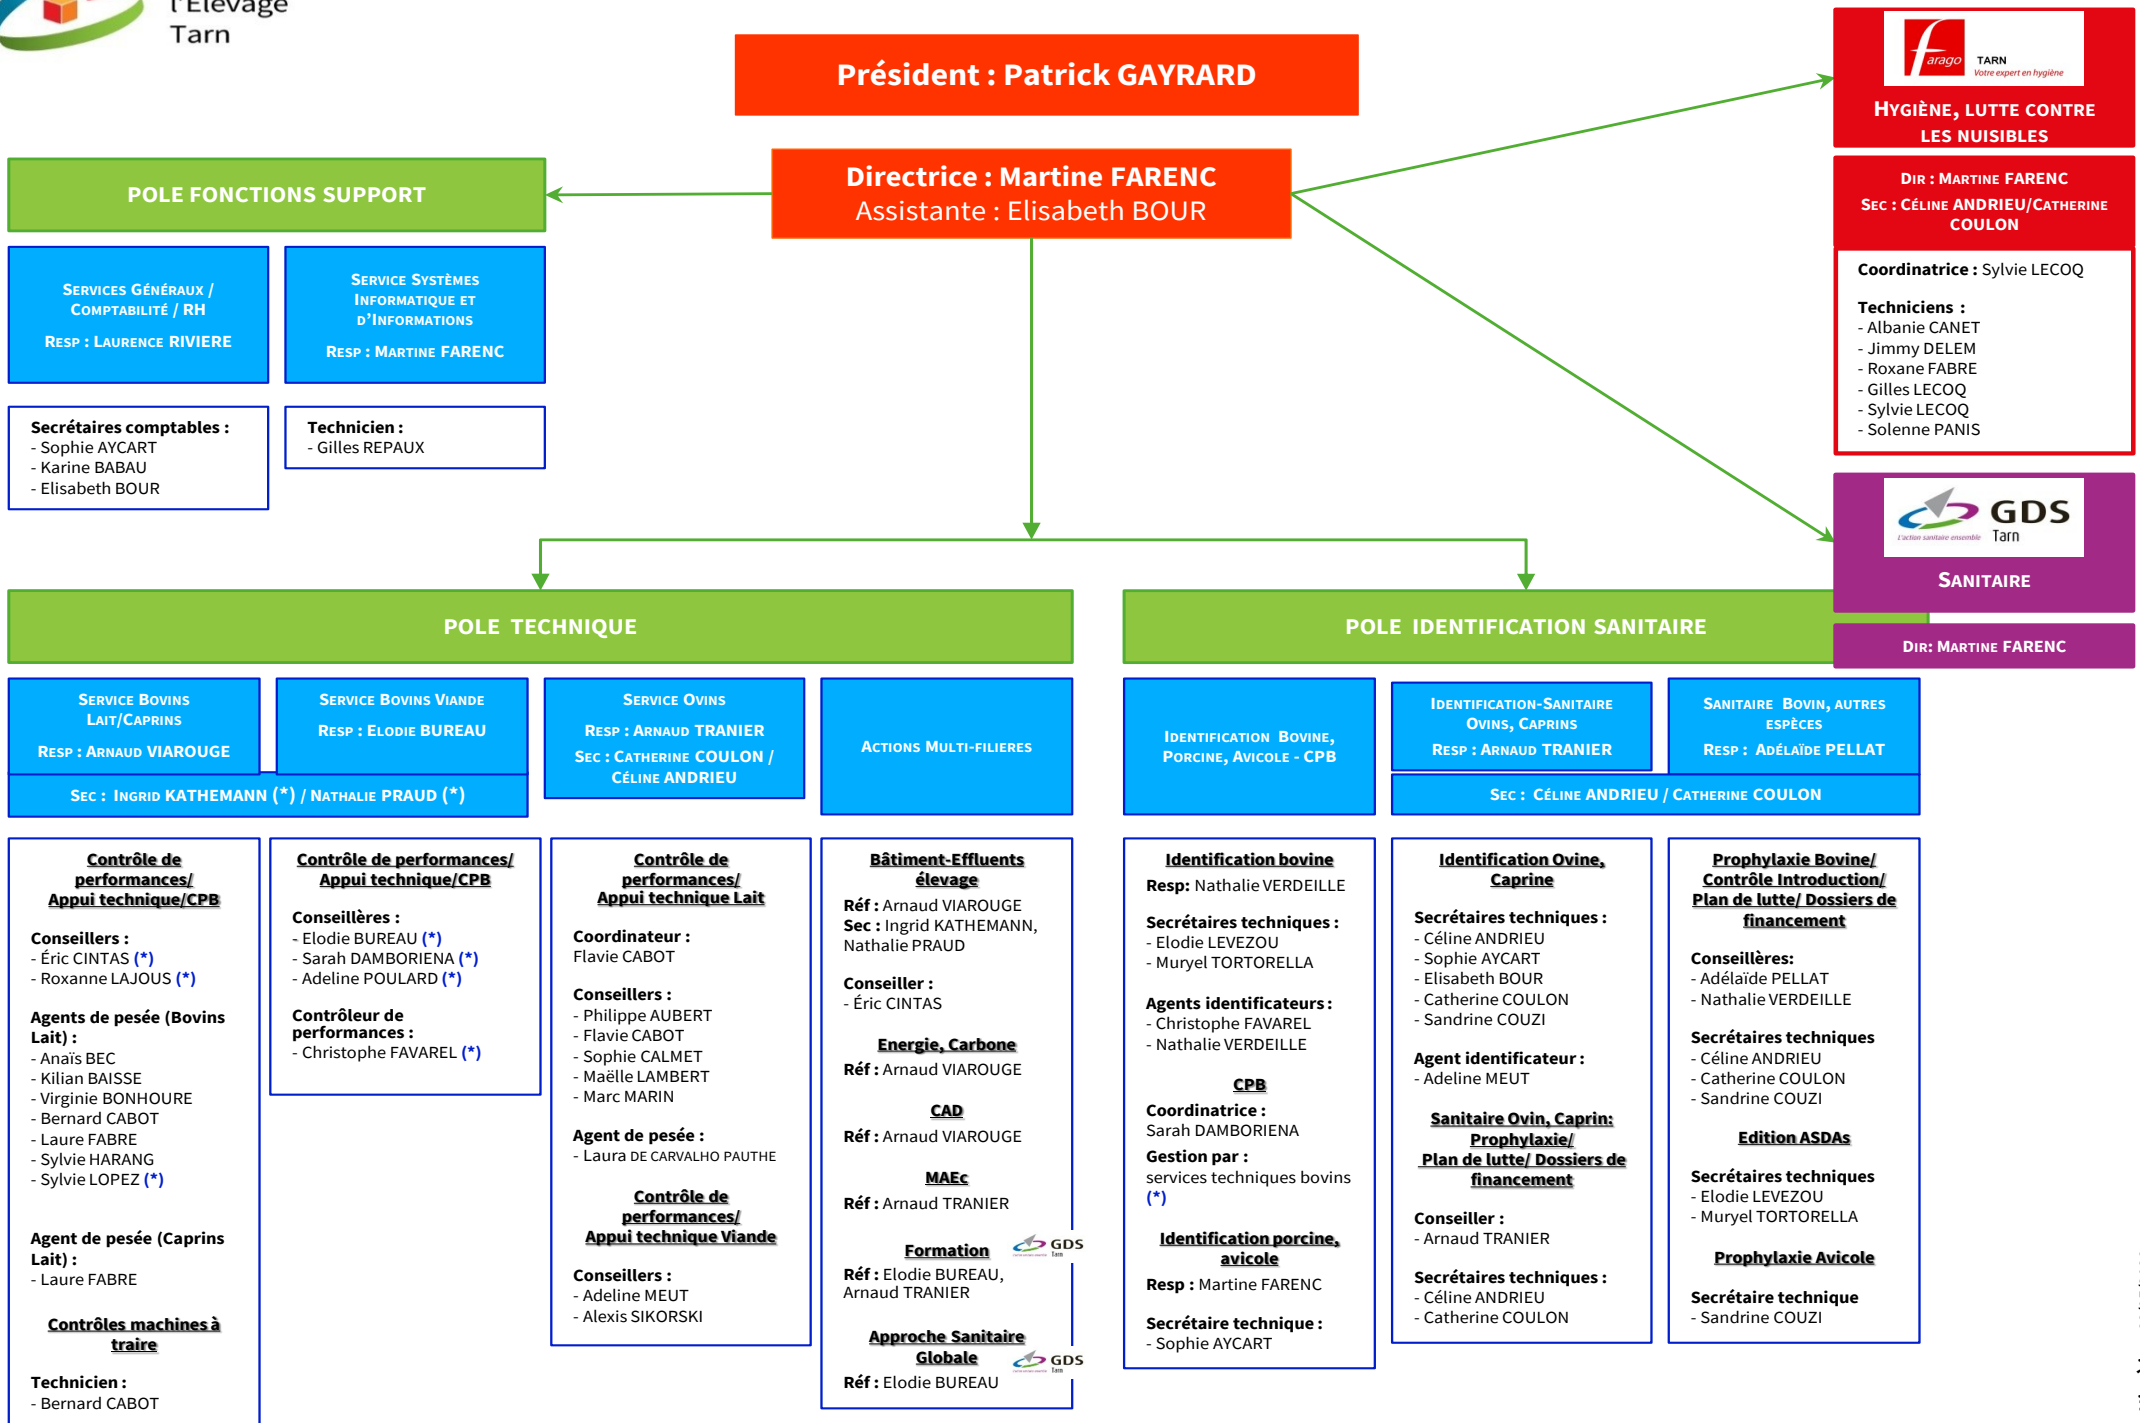 l'Elevage
Tarn
Président : Patrick GAYRARD
Directrice : Martine FARENC
Assistante : Elisabeth BOUR
farago
TARN
Votre expert en hygiène
HYGIÈNE, LUTTE CONTRE
LES NUISIBLES
DIR : MARTINE FARENC
SEC : CÉLINE ANDRIEU/CATHERINE
COULON
Coordinatrice : Sylvie LECOQ
Techniciens :
- Albanie CANET
- Jimmy DELEM
- Roxane FABRE
- Gilles LECOQ
- Sylvie LECOQ
- Solenne PANIS
GDS
Tarn
L'action sanitaire ensemble
SANITAIRE
DIR: MARTINE FARENC
POLE FONCTIONS SUPPORT
SERVICES GÉNÉRAUX /
COMPTABILITÉ / RH
RESP : LAURENCE RIVIERE
Secrétaires comptables :
- Sophie AYCART
- Karine BABAU
- Elisabeth BOUR
SERVICE SYSTÈMES
INFORMATIQUE ET
D'INFORMATIONS
RESP : MARTINE FARENC
Technicien :
- Gilles REPAUX
POLE TECHNIQUE
SERVICE BOVINS
LAIT/CAPRINS
RESP : ARNAUD VIAROUGE
SERVICE BOVINS VIANDE
RESP : ELODIE BUREAU
SEC : INGRID KATHEMANN (*) / NATHALIE PRAUD (*)
SERVICE OVINS
RESP : ARNAUD TRANIER
SEC : CATHERINE COULON /
CÉLINE ANDRIEU
ACTIONS MULTI-FILIERES
Contrôle de
performances/
Appui technique/CPB
Conseillers :
- Éric CINTAS (*)
- Roxanne LAJOUS (*)
Agents de pesée (Bovins
Lait) :
- Anaïs BEC
- Kilian BAISSE
- Virginie BONHOURE
- Bernard CABOT
- Laure FABRE
- Sylvie HARANG
- Sylvie LOPEZ (*)
Agent de pesée (Caprins
Lait) :
- Laure FABRE
Contrôles machines à
traire
Technicien :
- Bernard CABOT
Contrôle de performances/
Appui technique/CPB
Conseillères :
- Elodie BUREAU (*)
- Sarah DAMBORIENA (*)
- Adeline POULARD (*)
Contrôleur de
performances :
- Christophe FAVAREL (*)
Contrôle de
performances/
Appui technique Lait
Coordinateur :
Flavie CABOT
Conseillers :
- Philippe AUBERT
- Flavie CABOT
- Sophie CALMET
- Maëlle LAMBERT
- Marc MARIN
Agent de pesée :
- Laura DE CARVALHO PAUTHE
Contrôle de
performances/
Appui technique Viande
Conseillers :
- Adeline MEUT
- Alexis SIKORSKI
Bâtiment-Effluents
élevage
Réf : Arnaud VIAROUGE
Sec : Ingrid KATHEMANN,
Nathalie PRAUD
Conseiller :
- Éric CINTAS
Energie, Carbone
Réf : Arnaud VIAROUGE
CAD
Réf : Arnaud VIAROUGE
MAEc
Réf : Arnaud TRANIER
Formation
GDS
Tarn
Réf : Elodie BUREAU,
Arnaud TRANIER
Approche Sanitaire
Globale
GDS
Tarn
Réf : Elodie BUREAU
POLE IDENTIFICATION SANITAIRE
IDENTIFICATION BOVINE,
PORCINE, AVICOLE - CPB
IDENTIFICATION-SANITAIRE
OVINS, CAPRINS
RESP : ARNAUD TRANIER
SANITAIRE BOVIN, AUTRES
ESPÈCES
RESP : ADÉLAÏDE PELLAT
SEC : CÉLINE ANDRIEU / CATHERINE COULON
Identification bovine
Resp: Nathalie VERDEILLE
Secrétaires techniques :
- Elodie LEVEZOU
- Muryel TORTORELLA
Agents identificateurs :
- Christophe FAVAREL
- Nathalie VERDEILLE
CPB
Coordinatrice :
Sarah DAMBORIENA
Gestion par :
services techniques bovins
(*)
Identification porcine,
avicole
Resp : Martine FARENC
Secrétaire technique :
- Sophie AYCART
Identification Ovine,
Caprine
Secrétaires techniques :
- Céline ANDRIEU
- Sophie AYCART
- Elisabeth BOUR
- Catherine COULON
- Sandrine COUZI
Agent identificateur :
- Adeline MEUT
Sanitaire Ovin, Caprin:
Prophylaxie/
Plan de lutte/ Dossiers de
financement
Conseiller :
- Arnaud TRANIER
Secrétaires techniques :
- Céline ANDRIEU
- Catherine COULON
Prophylaxie Bovine/
Contrôle Introduction/
Plan de lutte/ Dossiers de
financement
Conseillères:
- Adélaïde PELLAT
- Nathalie VERDEILLE
Secrétaires techniques
- Céline ANDRIEU
- Catherine COULON
- Sandrine COUZI
Edition ASDAs
Secrétaires techniques
- Elodie LEVEZOU
- Muryel TORTORELLA
Prophylaxie Avicole
Secrétaire technique
- Sandrine COUZI